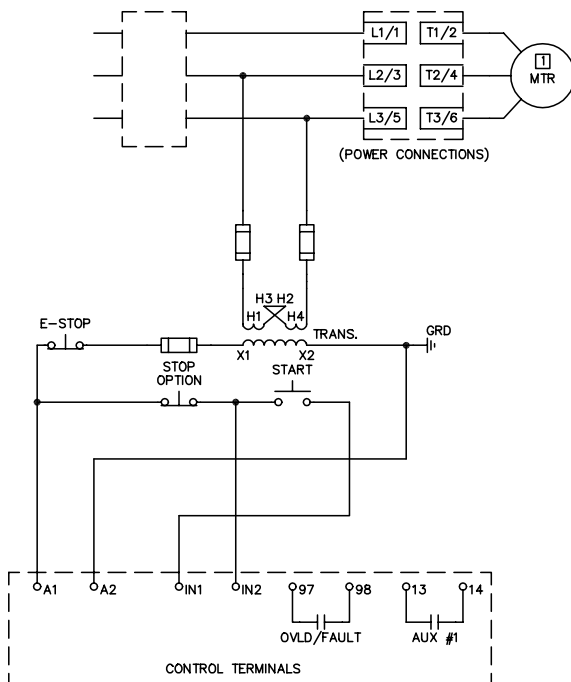 L1/1 T1/2
1
L2/3 T2/4 MTR
L3/5 T3/6
(POWER CONNECTIONS)
H3 H2
H1 H4
E-STOP TRANS. GRD
X1 X2
STOP
OPTION
START
A1 A2 IN1 IN2 97 98 13 14
OVLD/FAULT AUX #1
CONTROL TERMINALS